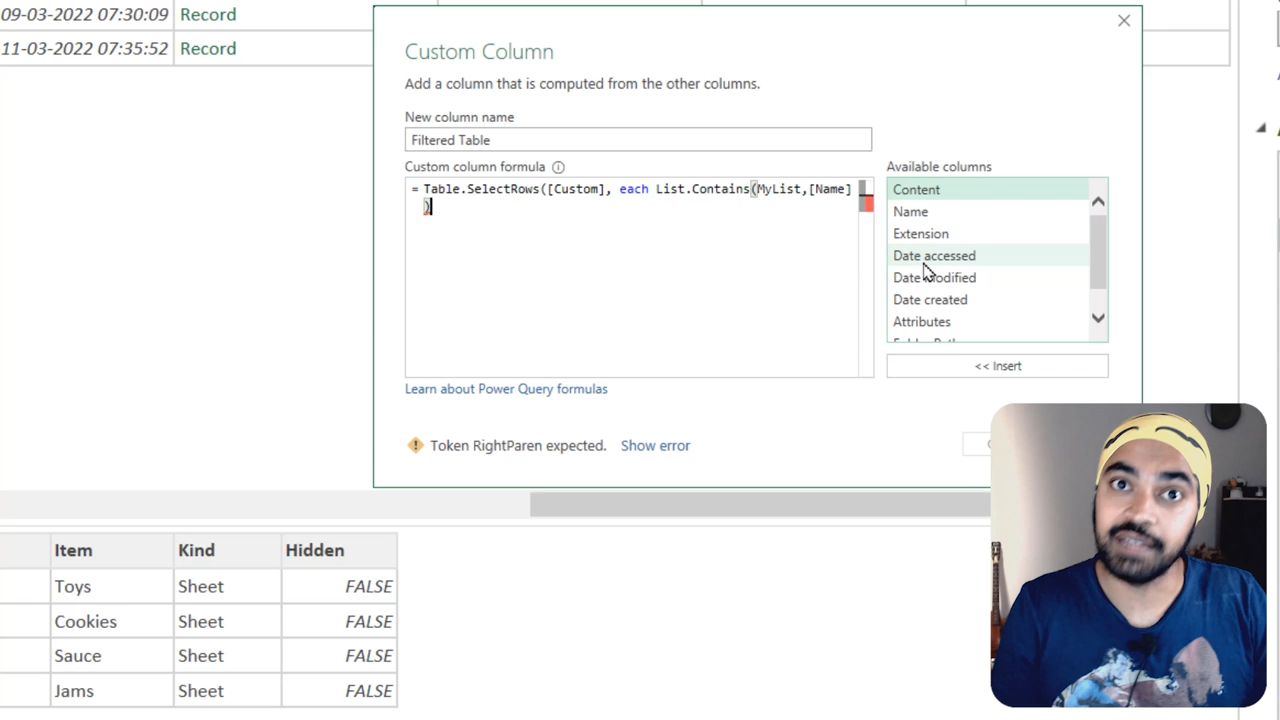 09-03-2022 07:30:09 Record
11-03-2022 07:35:52 Record
Custom Column
Add a column that is computed from the other columns.
New column name
Filtered Table
Custom column formula
= Table.SelectRows([Custom], each List.Contains(MyList,[Name]
)
Available columns
Content
Name
Extension
Date accessed
Date modified
Date created
Attributes
<< Insert
Learn about Power Query formulas
Token RightParen expected. Show error
Item Kind Hidden
Toys Sheet FALSE
Cookies Sheet FALSE
Sauce Sheet FALSE
Jams Sheet FALSE